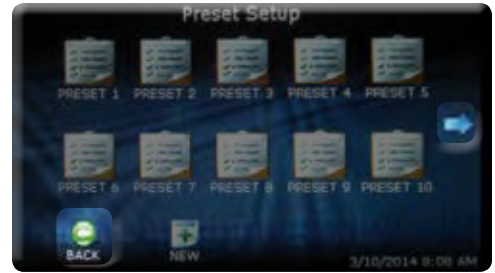 Preset Setup
PRESET 1 PRESET 2 PRESET 3 PRESET 4 PRESET 5
PRESET 6 PRESET 7 PRESET 8 PRESET 9 PRESET 10
BACK NEW
3/10/2014 8:08 AM